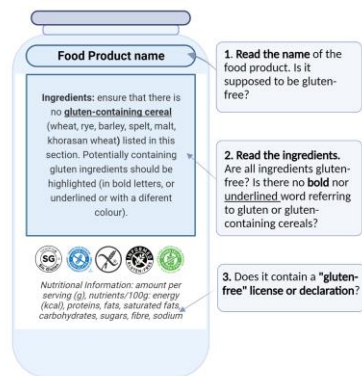 Food Product name
Ingredients: ensure that there is
no gluten-containing cereal
(wheat, rye, barley, spelt, malt,
khorasan wheat) listed in this
section. Potentially containing
gluten ingredients should be
highlighted (in bold letters, or
underlined or with a diferent
colour).
SG
Nutritional Information: amount per
serving (g), nutrients/100g: energy
(kcal), proteins, fats, saturated fats,
carbohydrates, sugars, fibre, sodium
1. Read the name of the
food product. Is it
supposed to be gluten-
free?
2. Read the ingredients.
Are all ingredients gluten-
free? Is there no bold nor
underlined word referring
to gluten or gluten-
containing cereals?
3. Does it contain a "gluten-
free" license or declaration?